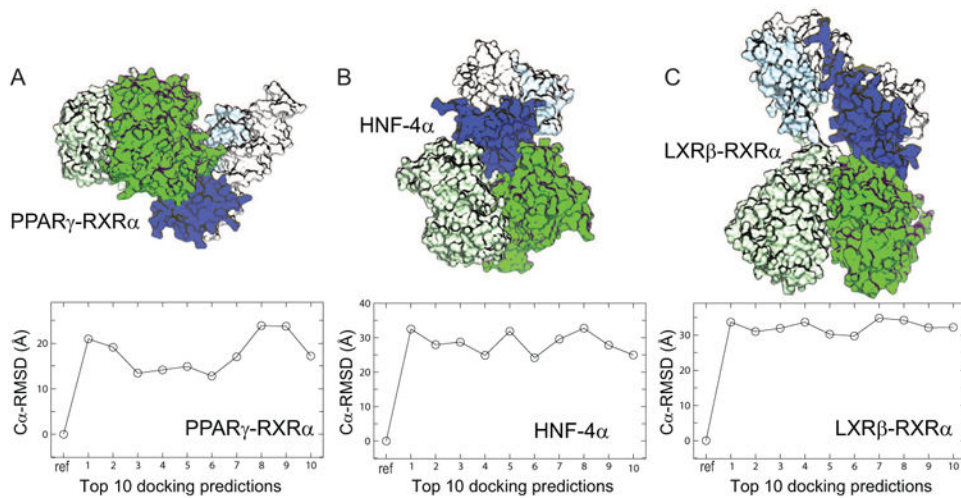 A
B
C
PPARγ-RXRα
HNF-4α
LXRβ-RXRα
Cα-RMSD (Å)
20
10
0
ref 1 2 3 4 5 6 7 8 9 10
PPARγ-RXRα
Top 10 docking predictions
Cα-RMSD (Å)
40
30
20
10
0
ref 1 2 3 4 5 6 7 8 9 10
HNF-4α
Top 10 docking predictions
Cα-RMSD (Å)
30
20
10
0
ref 1 2 3 4 5 6 7 8 9 10
LXRβ-RXRα
Top 10 docking predictions